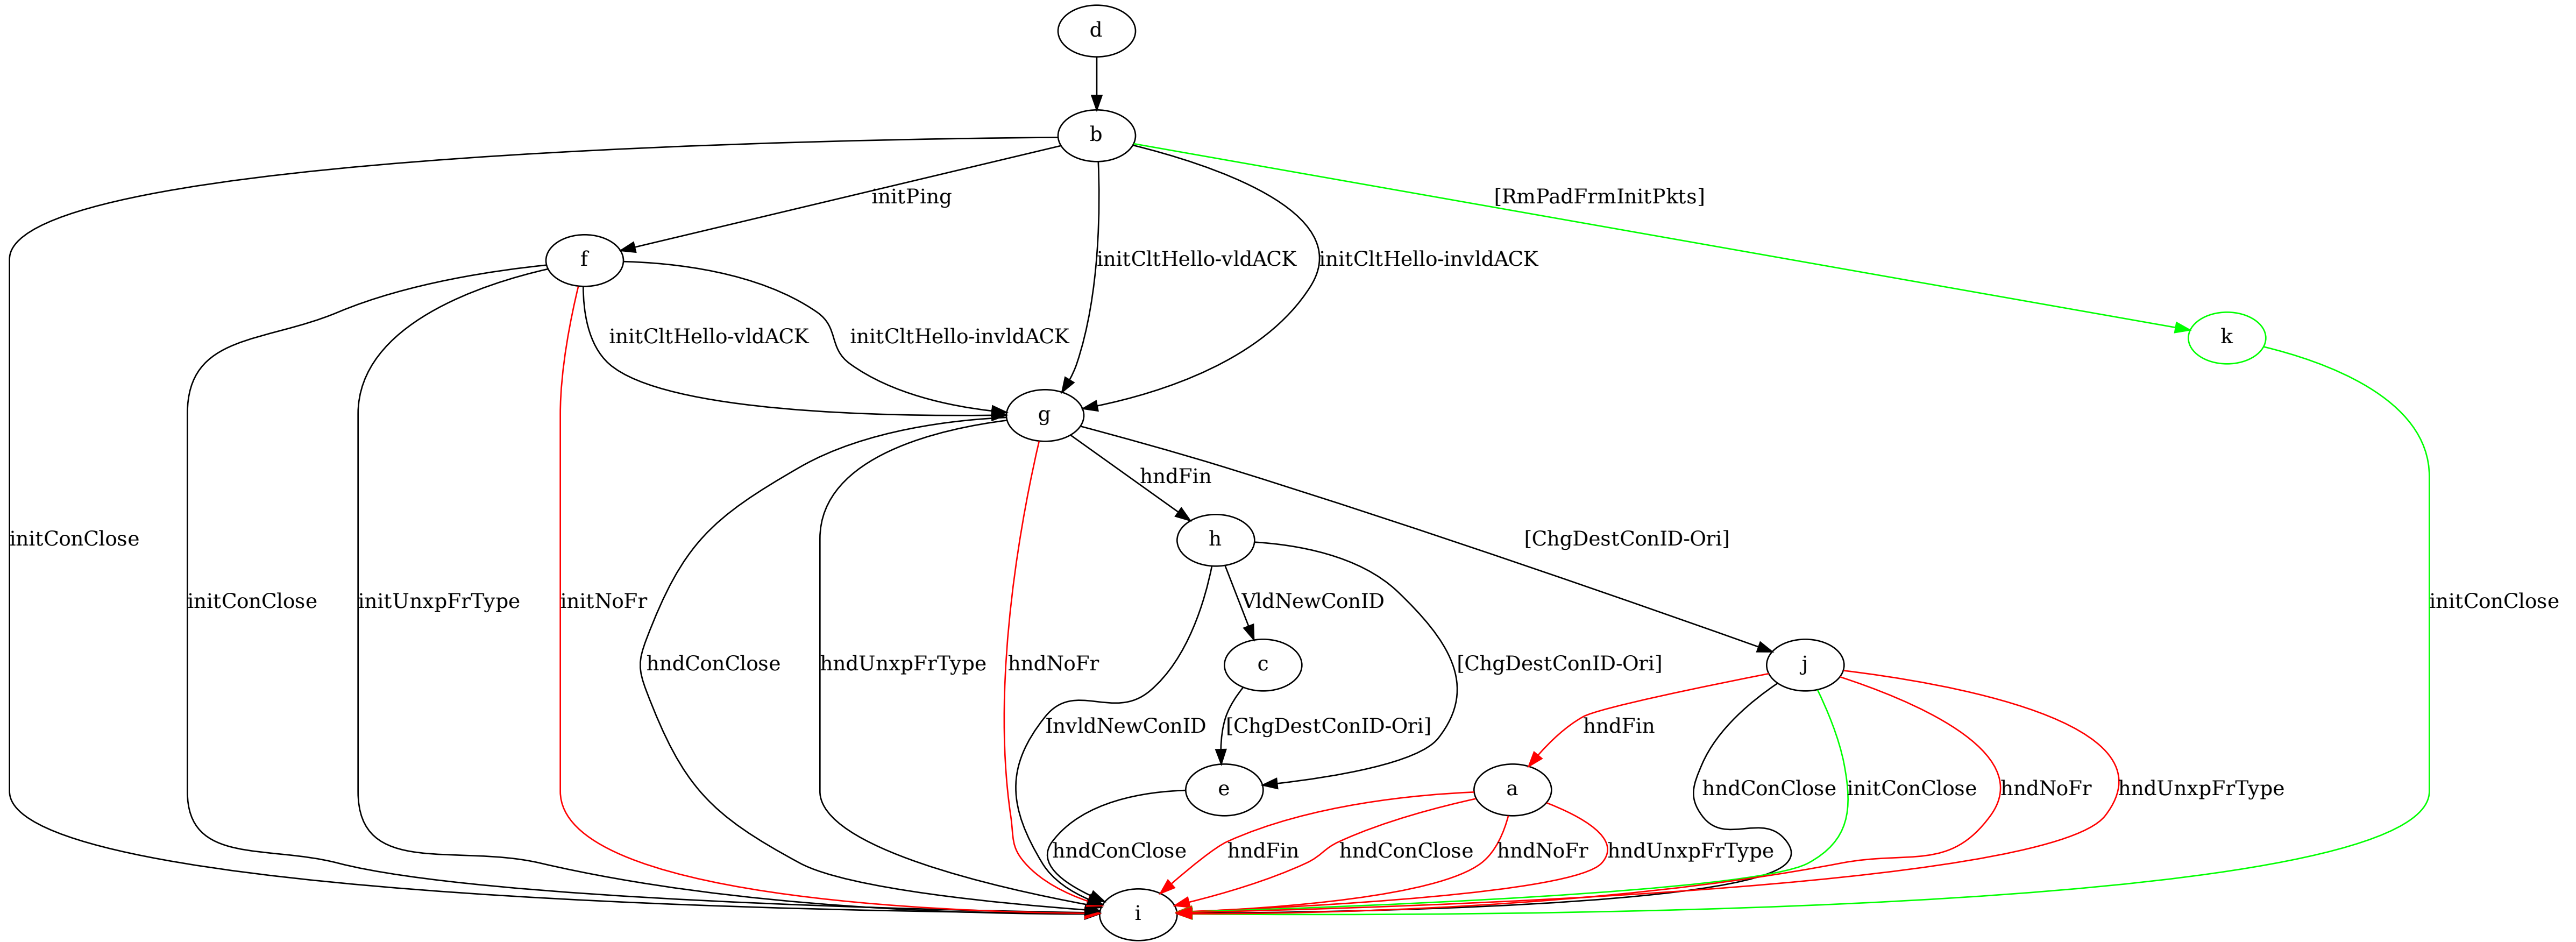 d
b
initPing
[RmPadFrmInitPkts]
f
initCltHello-vldACK
initCltHello-invldACK
initCltHello-vldACK
initCltHello-invldACK
k
g
hndFin
initConClose
h
[ChgDestConID-Ori]
initConClose
initUnxpFrType
initNoFr
VldNewConID
initConClose
hndConClose
hndUnxpFrType
hndNoFr
c
[ChgDestConID-Ori]
j
InvldNewConID
[ChgDestConID-Ori]
hndFin
e
a
hndConClose
initConClose
hndNoFr
hndUnxpFrType
hndConClose
hndFin
hndConClose
hndNoFr
hndUnxpFrType
i